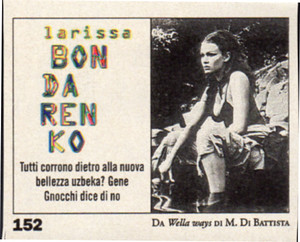 larissa
BON
DA
REN
KO
Tutti corrono dietro alla nuova
bellezza uzbeka? Gene
Gnocchi dice di no
152
DA Wella ways DI M. DI BATTISTA